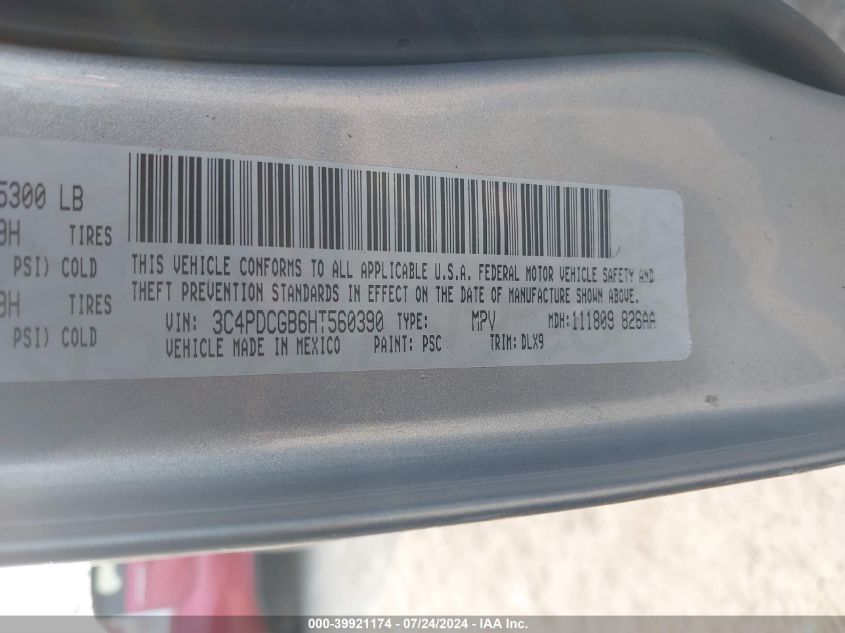 5300 LB
3H TIRES
PSI) COLD
3H TIRES
PSI) COLD
THIS VEHICLE CONFORMS TO ALL APPLICABLE U.S.A. FEDERAL MOTOR VEHICLE SAFETY AND
THEFT PREVENTION STANDARDS IN EFFECT ON THE DATE OF MANUFACTURE SHOWN ABOVE.
VIN: 3C4PDCGB6HT560390 TYPE: MPV MDH:111809 826AA
VEHICLE MADE IN MEXICO PAINT: PSC TRIM: DLX9
000-39921174 - 07/24/2024 - IAA Inc.